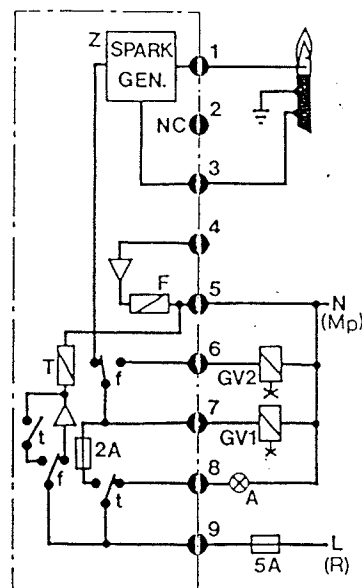 Z
SPARK
GEN.
1
2
NC
3
4
F
5
N
(Mp)
T
f
6
GV2
t
f
2A
7
GV1
t
8
A
9
5A
L
(R)